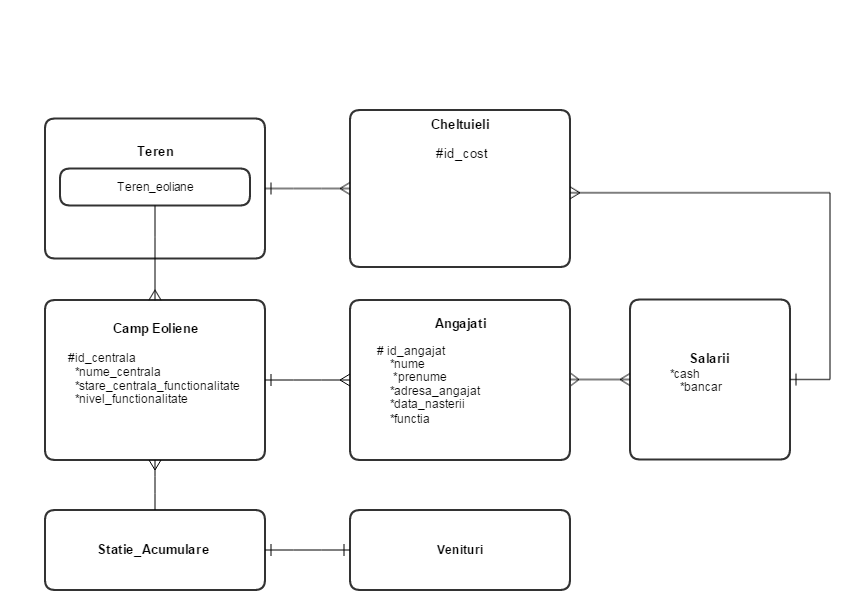 Teren
Teren_eoliane
Cheltuieli
#id_cost
Camp Eoliene
#id_centrala
*nume_centrala
*stare_centrala_functionalitate
*nivel_functionalitate
Angajati
# id_angajat
*nume
*prenume
*adresa_angajat
*data_nasterii
*functia
Salarii
*cash
*bancar
Statie_Acumulare
Venituri